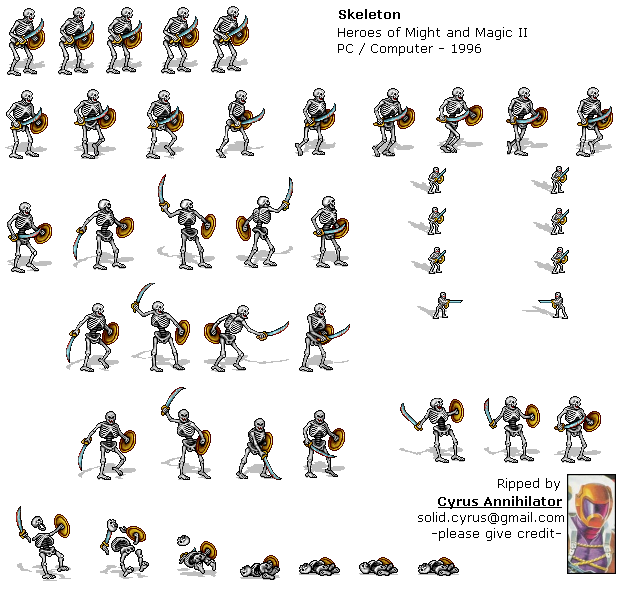 Skeleton
Heroes of Might and Magic II
PC / Computer - 1996
Ripped by
Cyrus Annihilator
solid.cyrus@gmail.com
-please give credit-